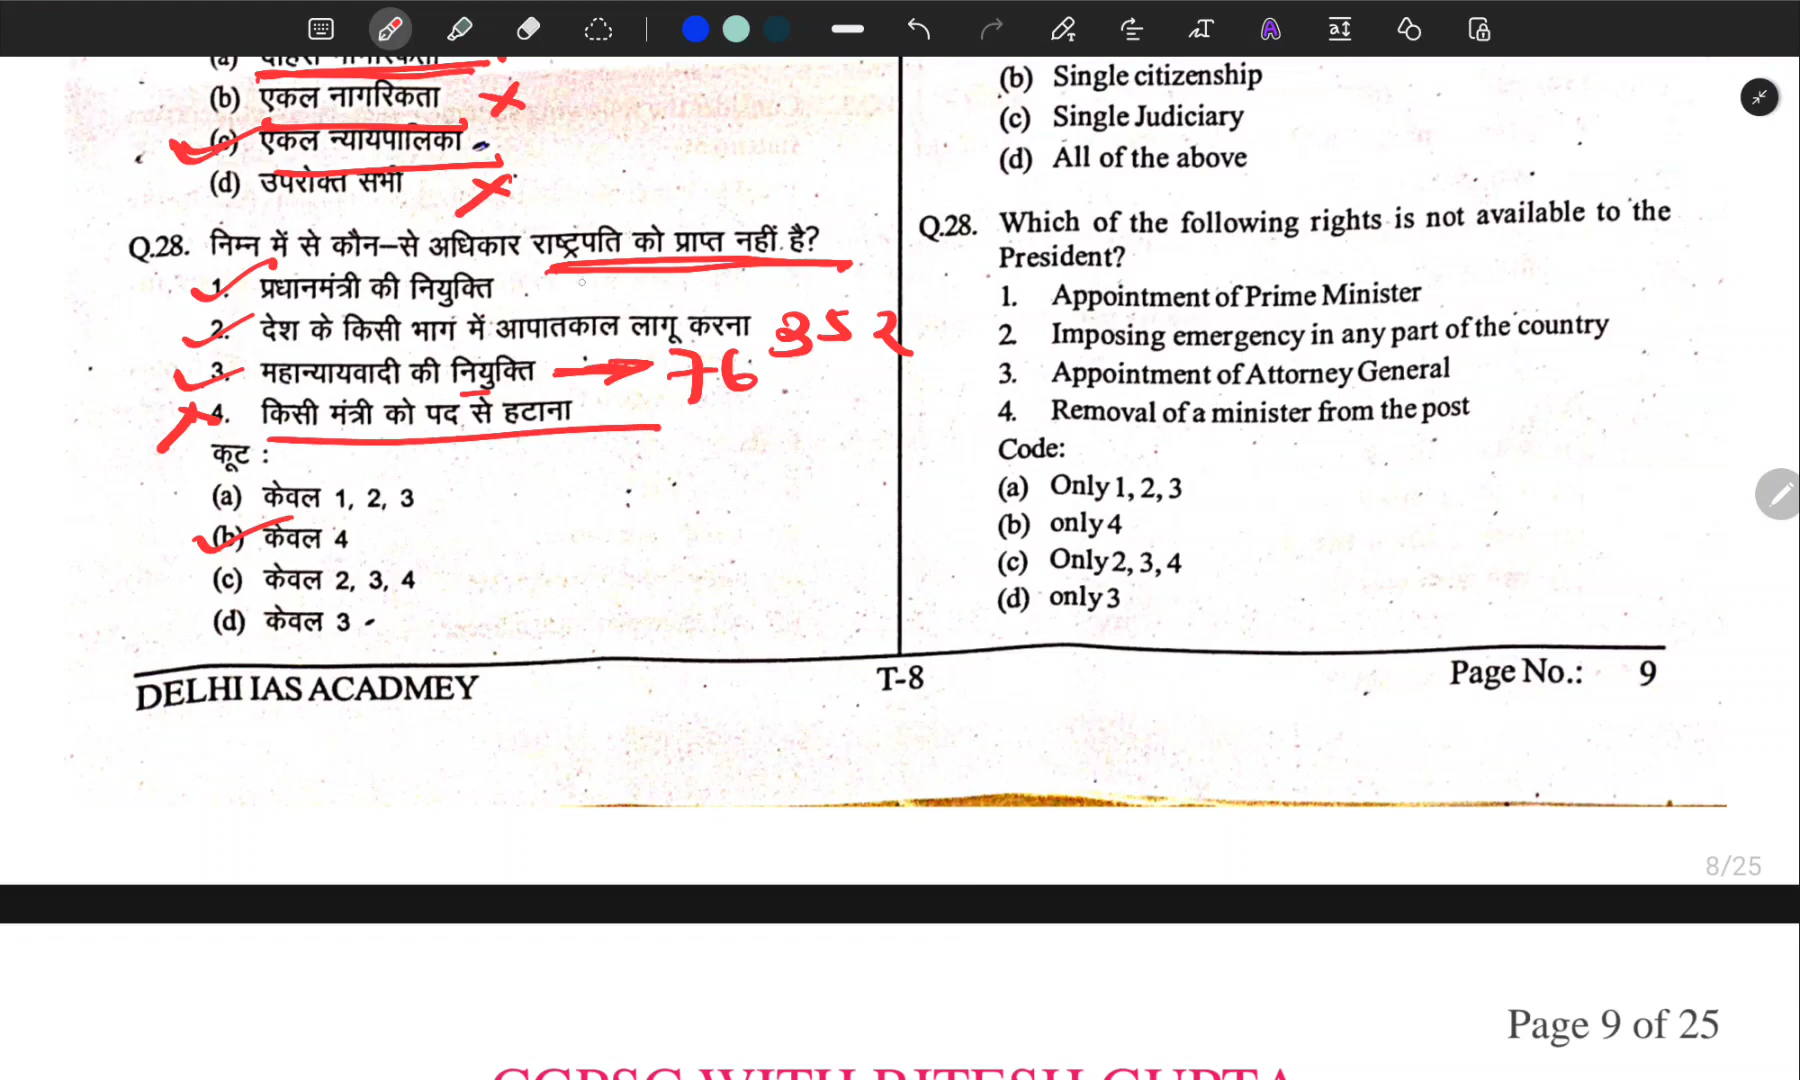 (b) एकल नागरिकता
(c) एकल न्यायपालिका
(d) उपरोक्त सभी
Q.28. निम्न में से कौन–से अधिकार राष्ट्रपति को प्राप्त नहीं है?
1. प्रधानमंत्री की नियुक्ति
2. देश के किसी भाग में आपातकाल लागू करना 352
3. महान्यायवादी की नियुक्ति → 76
4. किसी मंत्री को पद से हटाना
कूट :
(a) केवल 1, 2, 3
(b) केवल 4
(c) केवल 2, 3, 4
(d) केवल 3
(b) Single citizenship
(c) Single Judiciary
(d) All of the above
Q.28. Which of the following rights is not available to the
President?
1. Appointment of Prime Minister
2. Imposing emergency in any part of the country
3. Appointment of Attorney General
4. Removal of a minister from the post
Code:
(a) Only 1, 2, 3
(b) only 4
(c) Only 2, 3, 4
(d) only 3
DELHI IAS ACADMEY T-8 Page No.: 9
8/25
Page 9 of 25
CGPSC WITH RITESH GUPTA